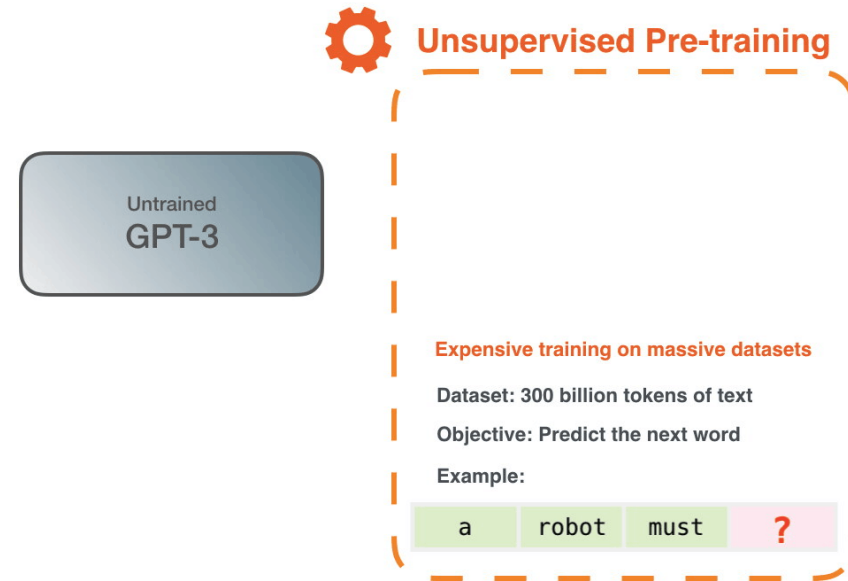 Unsupervised Pre-training
Untrained
GPT-3
Expensive training on massive datasets
Dataset: 300 billion tokens of text
Objective: Predict the next word
Example:
a robot must ?